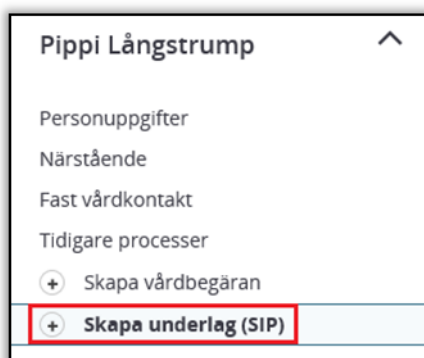 Pippi Långstrump
Personuppgifter
Närstående
Fast vårdkontakt
Tidigare processer
Skapa vårdbegäran
Skapa underlag (SIP)